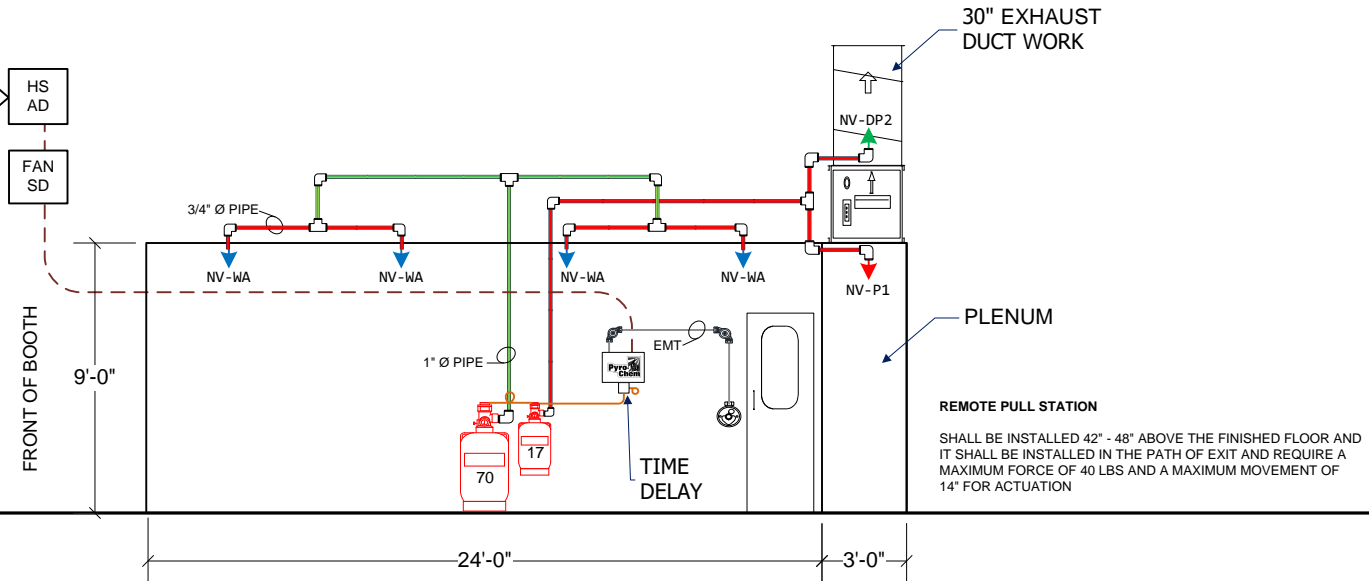 30" EXHAUST
DUCT WORK
HS
AD
FAN
SD
NV-DP2
3/4" Ø PIPE
NV-WA
NV-WA
NV-WA
NV-WA
NV-P1
PLENUM
FRONT OF BOOTH
9'-0"
1" Ø PIPE
EMT
Pyro-
Chem
70
17
TIME
DELAY
REMOTE PULL STATION
SHALL BE INSTALLED 42" - 48" ABOVE THE FINISHED FLOOR AND
IT SHALL BE INSTALLED IN THE PATH OF EXIT AND REQUIRE A
MAXIMUM FORCE OF 40 LBS AND A MAXIMUM MOVEMENT OF
14" FOR ACTUATION
24'-0"
3'-0"